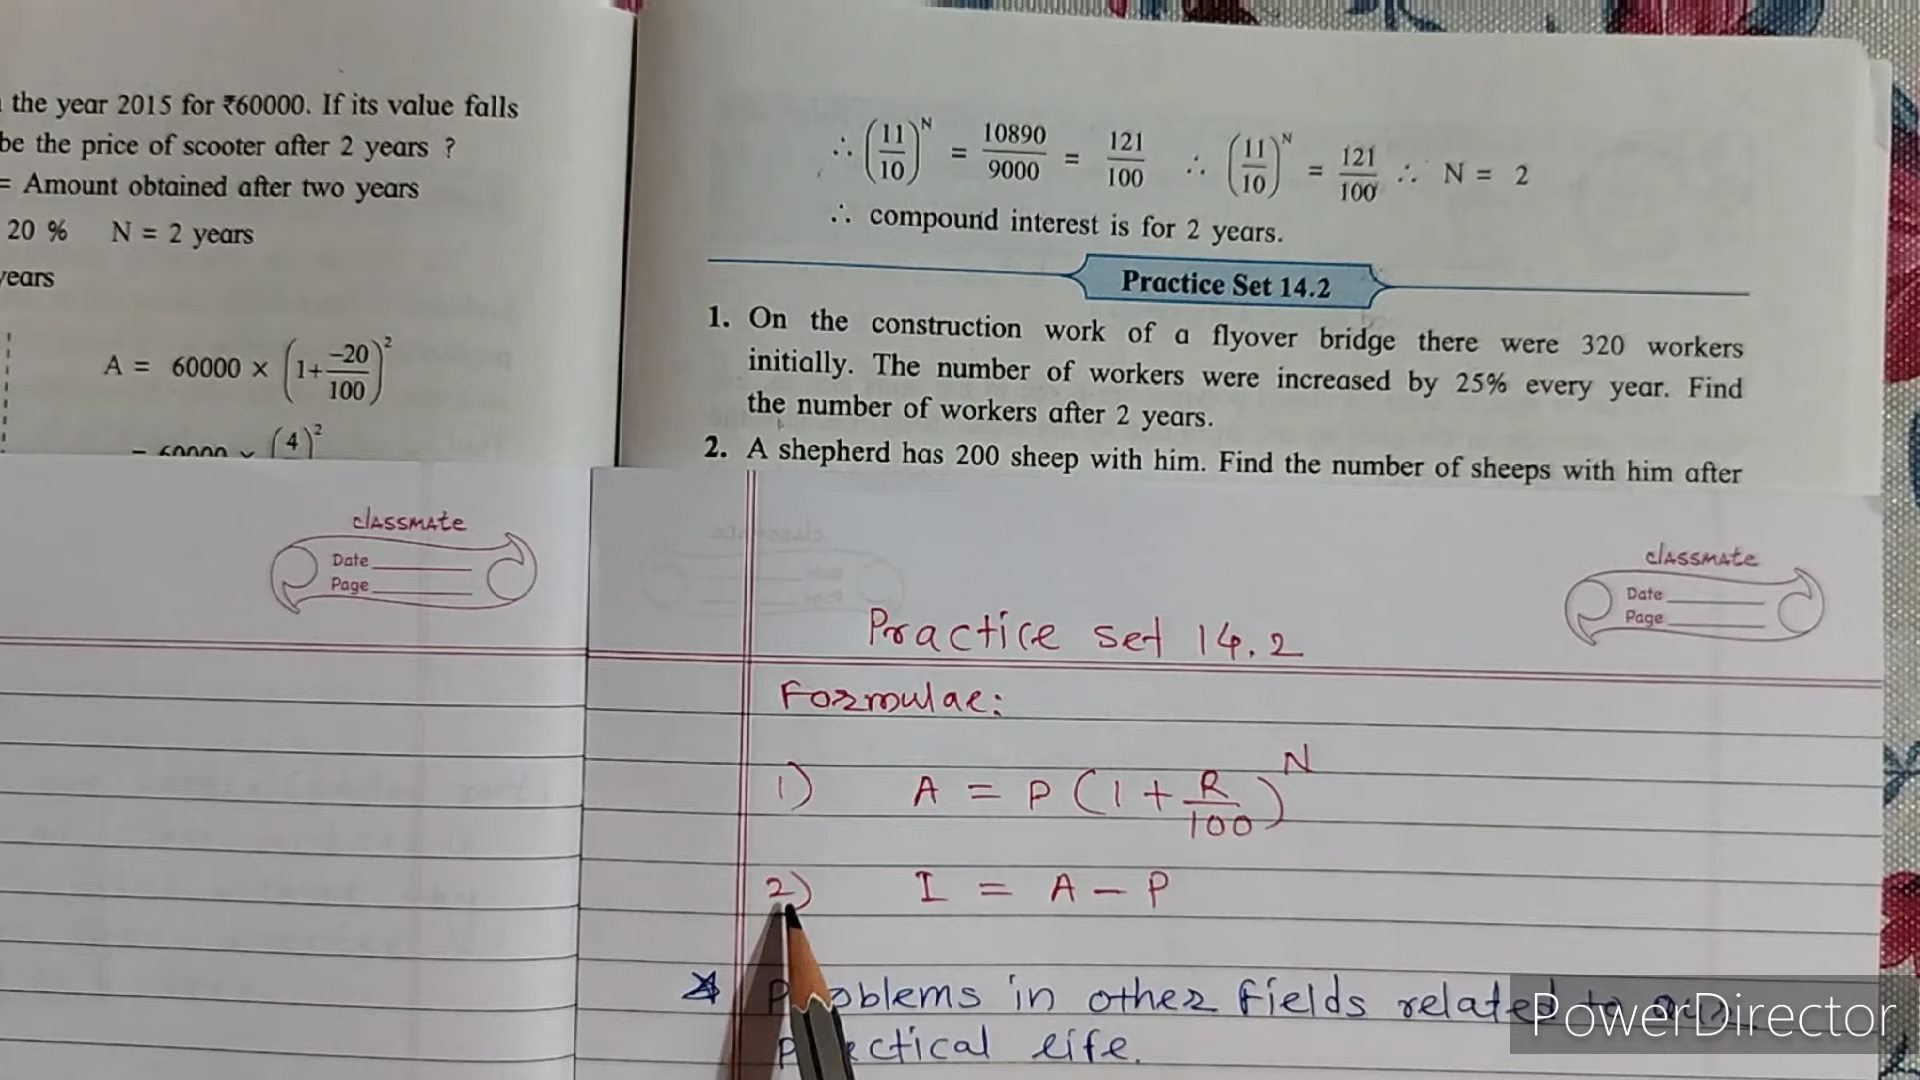 the year 2015 for ₹60000. If its value falls
be the price of scooter after 2 years ?
= Amount obtained after two years
20 % N = 2 years
years
A = 60000 × (1+ -20/100)²
= 60000 × (4)²
∴ (11/10)^N = 10890/9000 = 121/100 ∴ (11/10)^N = 121/100 ∴ N = 2
∴ compound interest is for 2 years.
Practice Set 14.2
1. On the construction work of a flyover bridge there were 320 workers
initially. The number of workers were increased by 25% every year. Find
the number of workers after 2 years.
2. A shepherd has 200 sheep with him. Find the number of sheeps with him after
classmate
Date
Page
classmate
Date
Page
Practice set 14.2
Formulae:
1) A = P (1 + R/100)^N
2) I = A - P
Problems in other fields related to
life.
PowerDirector